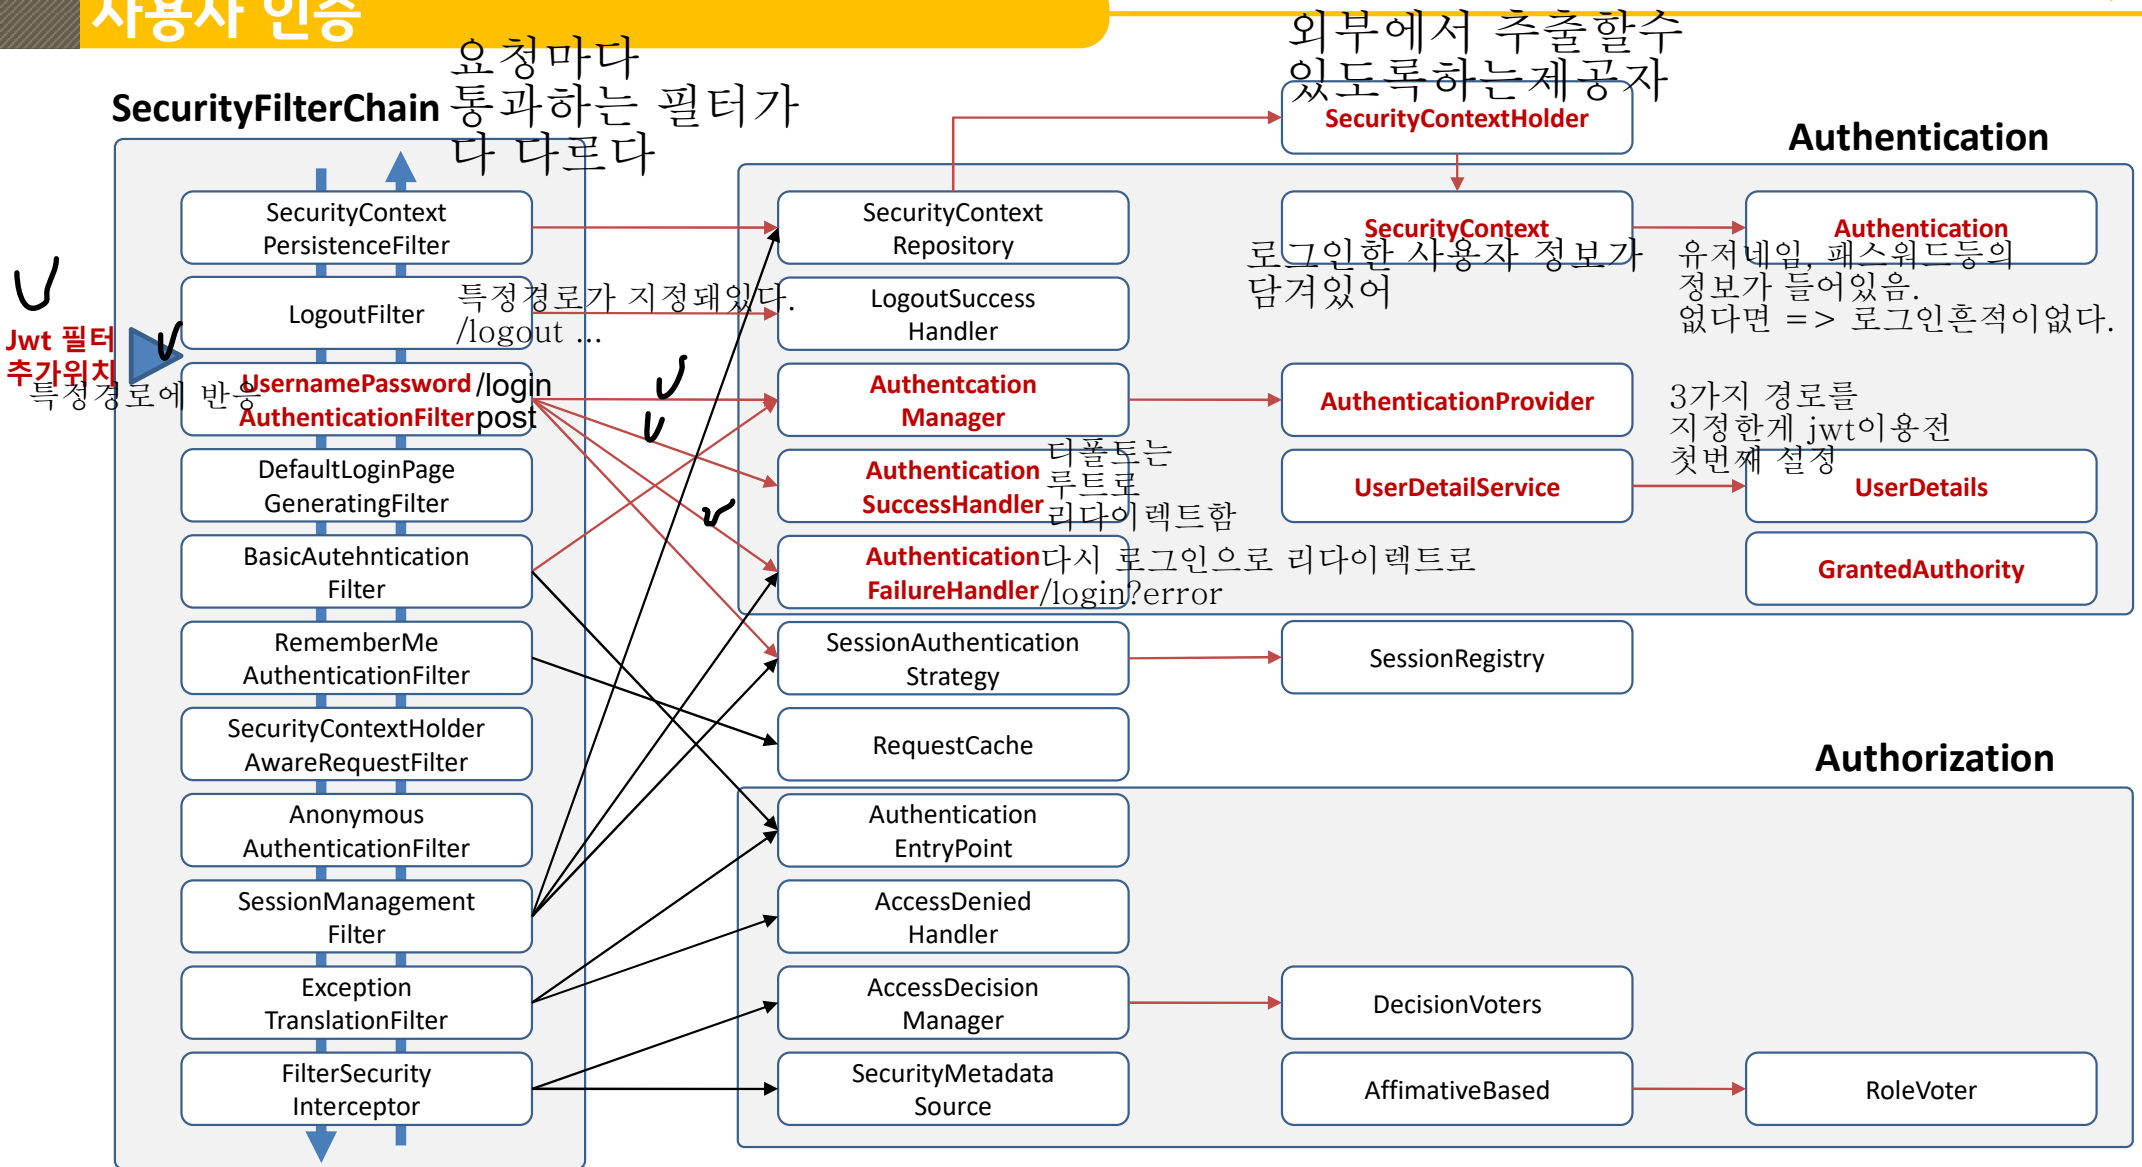 사용자 인증
요청마다
통과하는 필터가
다 다르다
외부에서 추출할수
있도록하는제공자
SecurityFilterChain
SecurityContextHolder
Authentication
SecurityContext
PersistenceFilter
SecurityContext
Repository
SecurityContext
로그인한 사용자 정보가
담겨있어
Authentication
유저네임, 패스워드등의
정보가 들어있음.
없다면 => 로그인흔적이없다.
LogoutFilter
특정경로가 지정돼있다.
/logout ...
LogoutSuccess
Handler
Jwt 필터
추가위치
특정경로에 반응
UsernamePassword
AuthenticationFilter
/login
post
Authentcation
Manager
AuthenticationProvider
3가지 경로를
지정한게 jwt이용전
첫번째 설정
DefaultLoginPage
GeneratingFilter
Authentication
SuccessHandler
디폴트는
루트로
리다이렉트함
UserDetailService
UserDetails
BasicAutehntication
Filter
Authentication
FailureHandler
다시 로그인으로 리다이렉트로
/login?error
GrantedAuthority
RememberMe
AuthenticationFilter
SessionAuthentication
Strategy
SessionRegistry
SecurityContextHolder
AwareRequestFilter
RequestCache
Authorization
Anonymous
AuthenticationFilter
Authentication
EntryPoint
SessionManagement
Filter
AccessDenied
Handler
Exception
TranslationFilter
AccessDecision
Manager
DecisionVoters
FilterSecurity
Interceptor
SecurityMetadata
Source
AffimativeBased
RoleVoter